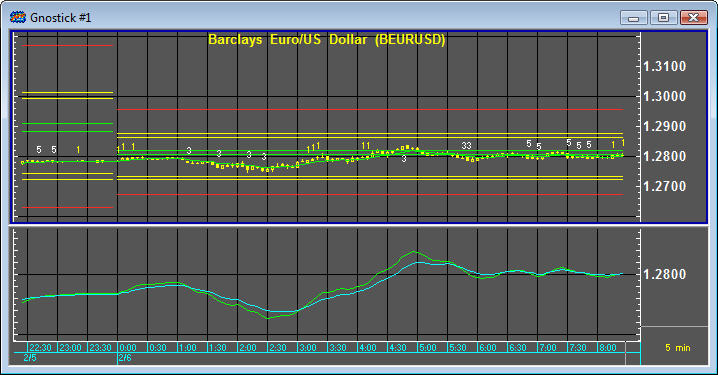 Gnostick #1
Barclays Euro/US Dollar (BEURUSD)
1.3100
1.3000
1.2900
1.2800
1.2700
5 5 1 1 1 1 3 3 3 3 1 1 1 1 1 3 3 3 5 5 5 5 5 1 1
1.2800
22:30 23:00 23:30 0:00 0:30 1:00 1:30 2:00 2:30 3:00 3:30 4:00 4:30 5:00 5:30 6:00 6:30 7:00 7:30 8:00
2/5 2/6
5 min